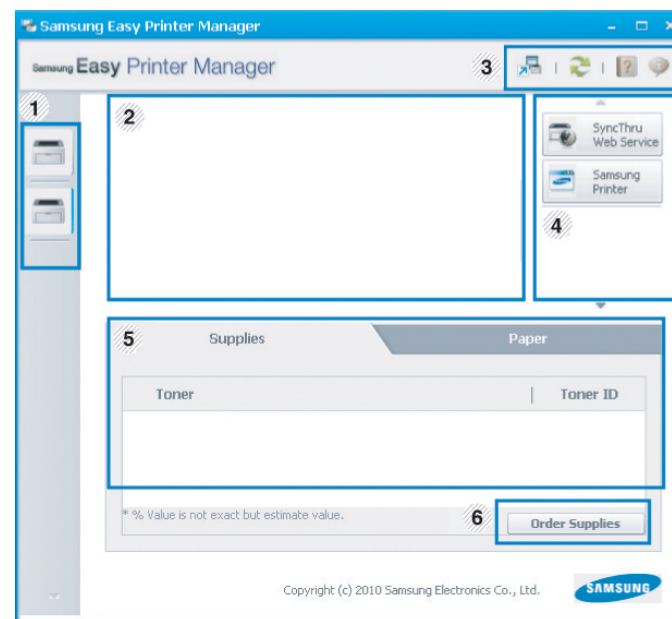 Samsung Easy Printer Manager
Samsung Easy Printer Manager
3
1
2
SyncThru
Web Service
Samsung
Printer
4
5 Supplies Paper
Toner Toner ID
* % Value is not exact but estimate value.
6 Order Supplies
Copyright (c) 2010 Samsung Electronics Co., Ltd. SAMSUNG